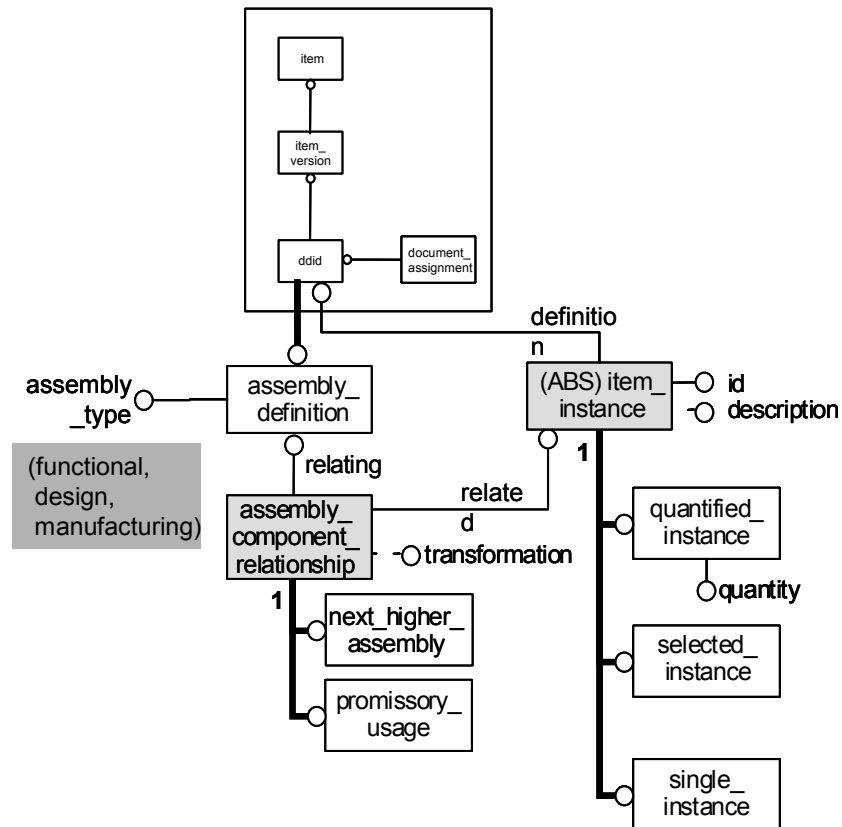 item
item_
version
ddid
document_
assignment
definitio
n
assembly
_type
assembly_
definition
(ABS) item_
instance
id
description
1
(functional,
design,
manufacturing)
relating
relate
d
assembly_
component_
relationship
transformation
quantified_
instance
quantity
1
next_higher_
assembly
selected_
instance
promissory_
usage
single_
instance